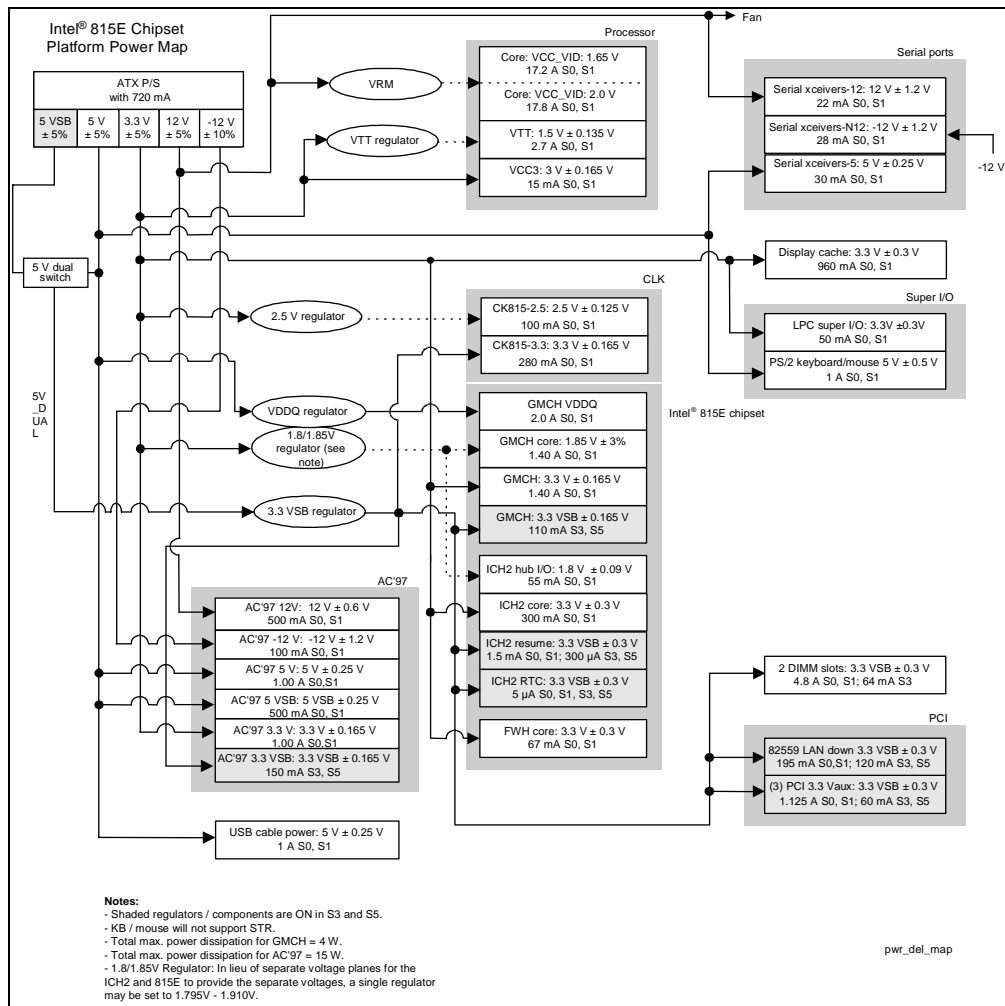 Intel® 815E Chipset
Platform Power Map
ATX P/S
with 720 mA
5 VSB
± 5%
5 V
± 5%
3.3 V
± 5%
12 V
± 5%
-12 V
± 10%
Fan
Processor
Core: VCC_VID: 1.65 V
17.2 A S0, S1
Core: VCC_VID: 2.0 V
17.8 A S0, S1
VTT: 1.5 V ± 0.135 V
2.7 A S0, S1
VCC3: 3 V ± 0.165 V
15 mA S0, S1
VRM
VTT regulator
Serial ports
Serial xceivers-12: 12 V ± 1.2 V
22 mA S0, S1
Serial xceivers-N12: -12 V ± 1.2 V
28 mA S0, S1
Serial xceivers-5: 5 V ± 0.25 V
30 mA S0, S1
-12 V
5 V dual
switch
Display cache: 3.3 V ± 0.3 V
960 mA S0, S1
CLK
CK815-2.5: 2.5 V ± 0.125 V
100 mA S0, S1
CK815-3.3: 3.3 V ± 0.165 V
280 mA S0, S1
2.5 V regulator
Super I/O
LPC super I/O: 3.3V ±0.3V
50 mA S0, S1
PS/2 keyboard/mouse 5 V ± 0.5 V
1 A S0, S1
5V
_D
UA
L
VDDQ regulator
1.8/1.85V
regulator (see
note)
3.3 VSB regulator
Intel® 815E chipset
GMCH VDDQ
2.0 A S0, S1
GMCH core: 1.85 V ± 3%
1.40 A S0, S1
GMCH: 3.3 V ± 0.165 V
1.40 A S0, S1
GMCH: 3.3 VSB ± 0.165 V
110 mA S3, S5
ICH2 hub I/O: 1.8 V ± 0.09 V
55 mA S0, S1
ICH2 core: 3.3 V ± 0.3 V
300 mA S0, S1
ICH2 resume: 3.3 VSB ± 0.3 V
1.5 mA S0, S1; 300 µA S3, S5
ICH2 RTC: 3.3 VSB ± 0.3 V
5 µA S0, S1, S3, S5
FWH core: 3.3 V ± 0.3 V
67 mA S0, S1
AC'97
AC'97 12V: 12 V ± 0.6 V
500 mA S0, S1
AC'97 -12 V: -12 V ± 1.2 V
100 mA S0, S1
AC'97 5 V: 5 V ± 0.25 V
1.00 A S0,S1
AC'97 5 VSB: 5 VSB ± 0.25 V
500 mA S0, S1
AC'97 3.3 V: 3.3 V ± 0.165 V
1.00 A S0,S1
AC'97 3.3 VSB: 3.3 VSB ± 0.165 V
150 mA S3, S5
2 DIMM slots: 3.3 VSB ± 0.3 V
4.8 A S0, S1; 64 mA S3
PCI
82559 LAN down 3.3 VSB ± 0.3 V
195 mA S0,S1; 120 mA S3, S5
(3) PCI 3.3 Vaux: 3.3 VSB ± 0.3 V
1.125 A S0, S1; 60 mA S3, S5
USB cable power: 5 V ± 0.25 V
1 A S0, S1
Notes:
- Shaded regulators / components are ON in S3 and S5.
- KB / mouse will not support STR.
- Total max. power dissipation for GMCH = 4 W.
- Total max. power dissipation for AC'97 = 15 W.
- 1.8/1.85V Regulator: In lieu of separate voltage planes for the
ICH2 and 815E to provide the separate voltages, a single regulator
may be set to 1.795V - 1.910V.
pwr_del_map